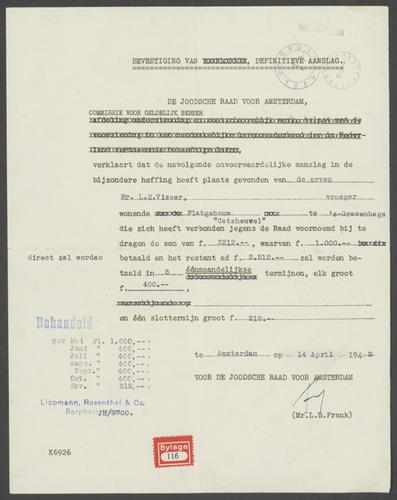 BEVESTIGING VAN DEFINITIEVE AANSLAG.
DE JOODSCHE RAAD VOOR AMSTERDAM,
COMMISSIE VOOR GELDELIJK BEHEER
verklaart dat de navolgende onvoorwaardelijke aanslag in de
bijzondere heffing heeft plaats gevonden van de erven
Mr. L.E.Visser, vroeger
wonende Flatgebouw te 's-Gravenhage
"Catsheuvel"
die zich heeft verbonden jegens de Raad voornoemd bij te
dragen de som van f. 3212.--, waarvan f. 1.000.--
direct zal worden betaald en het restant ad f. 2.212.-- zal worden be-
taald in 5 éénmaandelijkse termijnen, elk groot
f. 400.--
en één slottermijn groot f. 212.--
Behandeld
per Mei Fl. 1.000,--
Juni " 400,--
Juli " 400,--
Aug. " 400,--
Sept. " 400,--
Oct. " 400,--
Nov. " 212,--
te Amsterdam op 14 April 1942
VOOR DE JOODSCHE RAAD VOOR AMSTERDAM
Lippmann, Rosenthal & Co.
JH/8700.
(Mr.L.B.Frank)
Bylage
116
K6926